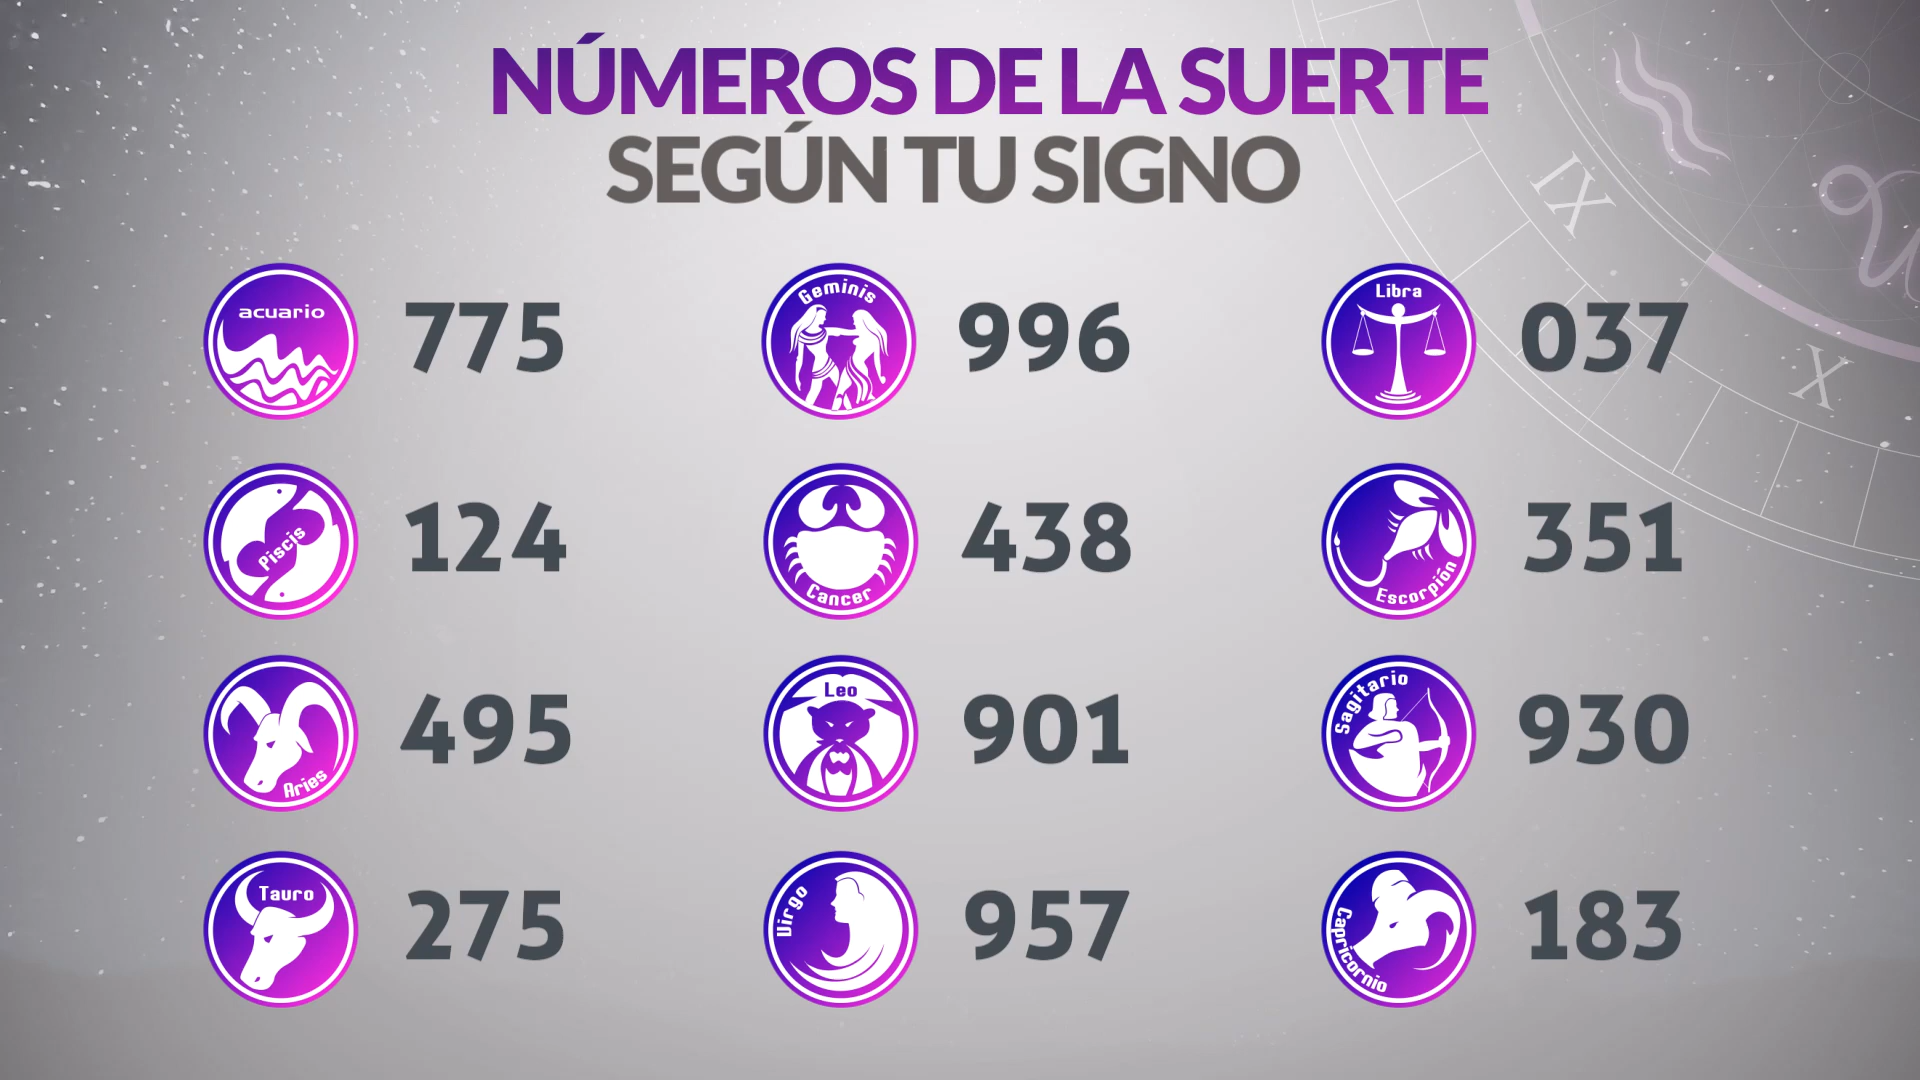 NÚMEROS DE LA SUERTE
SEGÚN TU SIGNO
acuario 775
Geminis 996
Libra 037
Piscis 124
Cancer 438
Escorpión 351
Aries 495
Leo 901
Sagitario 930
Tauro 275
Virgo 957
Capricornio 183
IX
X